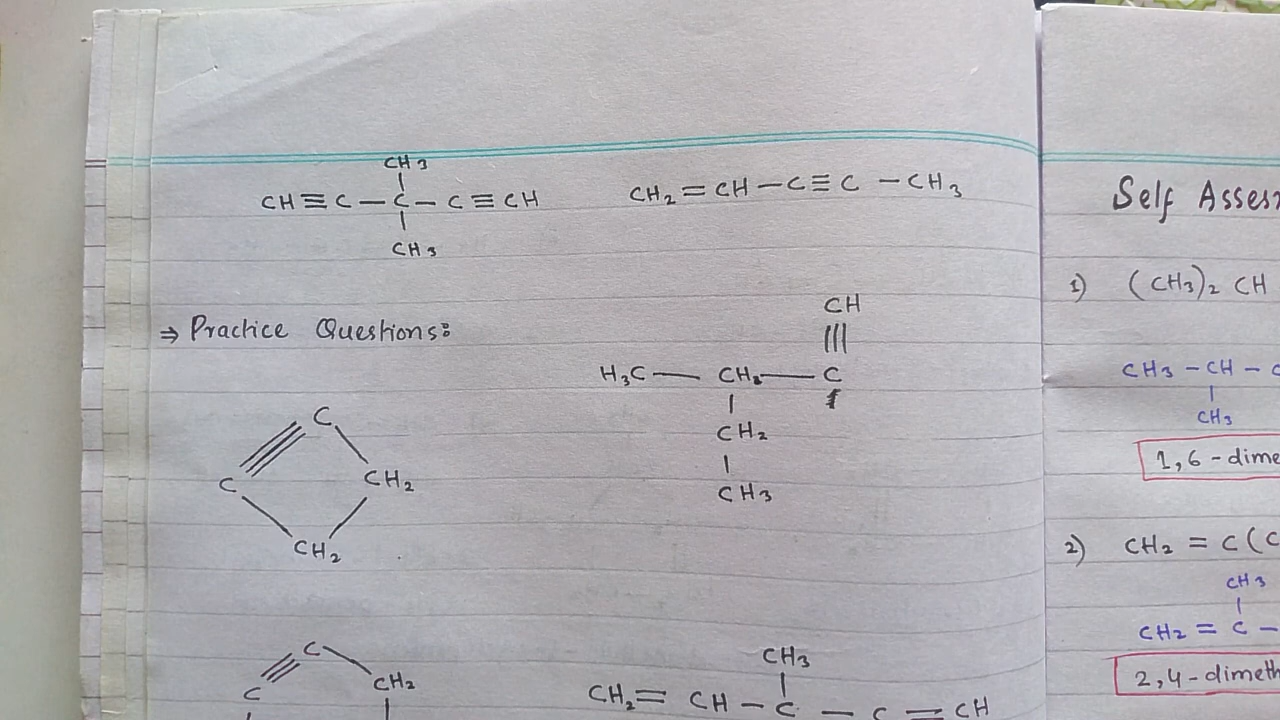 CH3
CH≡C–C–C≡CH
CH3
CH2=CH–C≡C–CH3
⇒ Practice Questions:
CH
H3C–CH–C
CH2
CH3
C
C CH2
CH2
C
C CH2
CH3
CH2=CH–C–C=CH
Self
1) (CH3)2 CH
CH3–CH–
CH3
1,6-dime
2) CH2=C(C
CH3
CH2=C–
2,4-dimeth